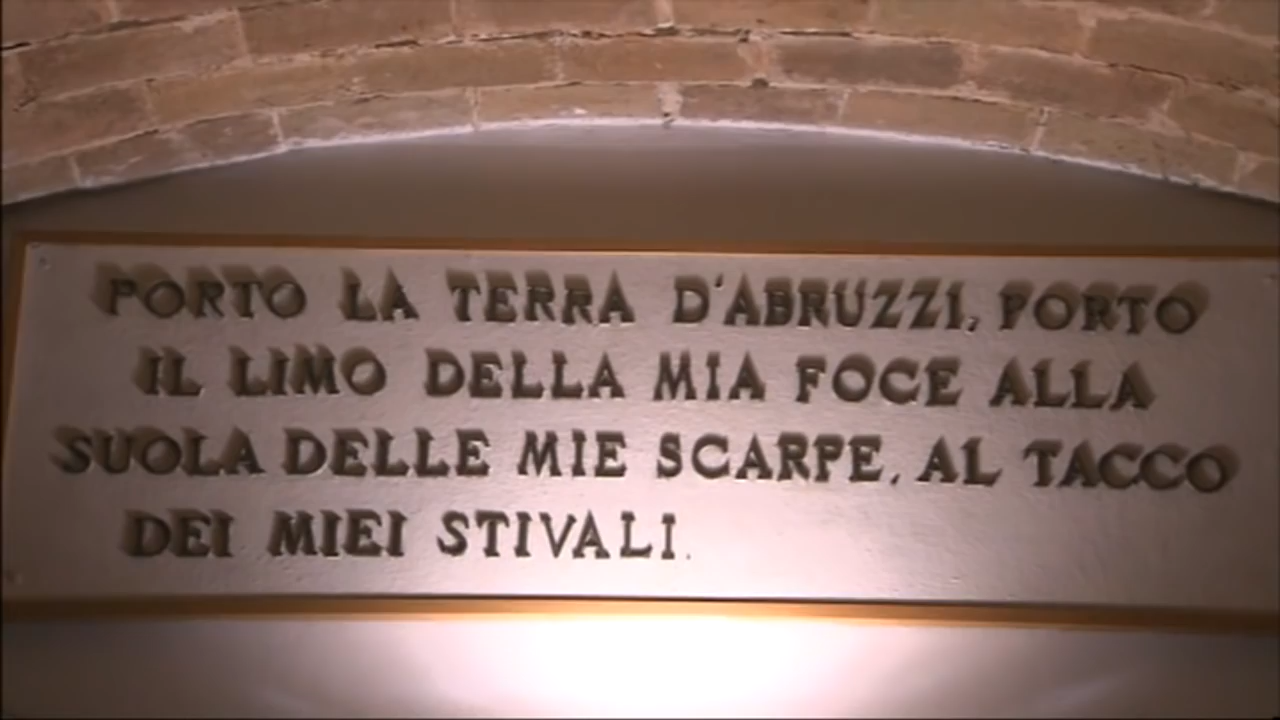 PORTO LA TERRA D'ABRUZZI, PORTO
IL LIMO DELLA MIA FOCE ALLA
SUOLA DELLE MIE SCARPE, AL TACCO
DEI MIEI STIVALI.